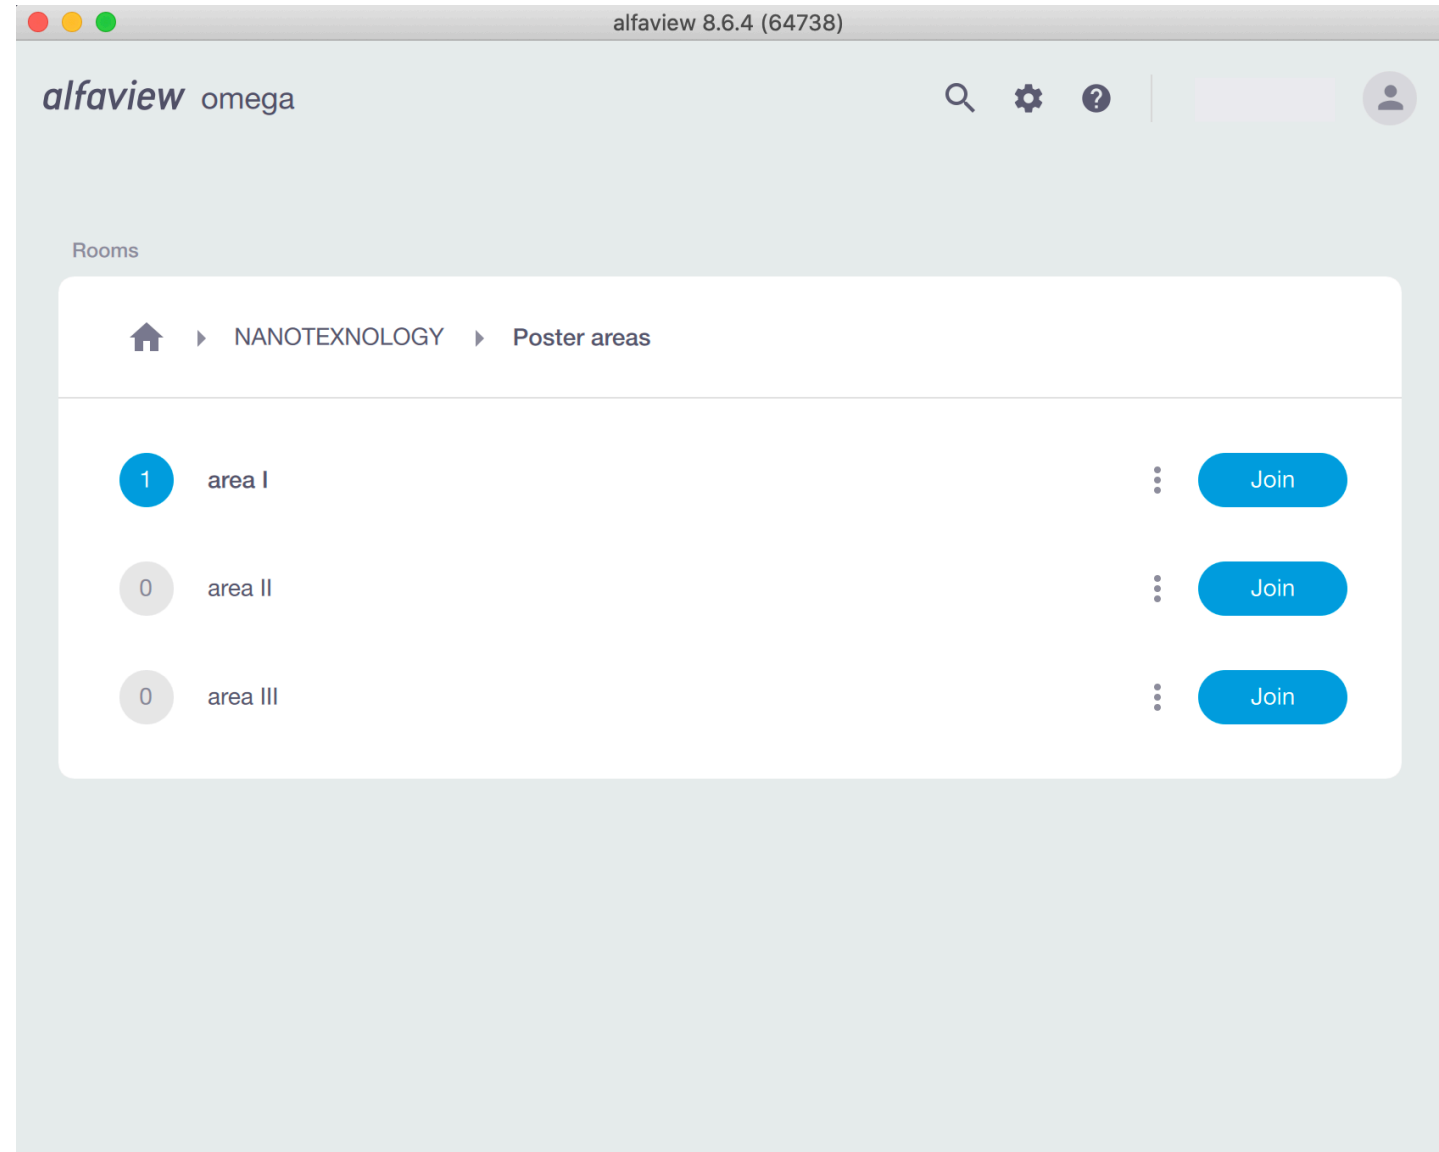 alfaview 8.6.4 (64738)
alfaview omega
?
Rooms
NANOTEXNOLOGY Poster areas
1 area I Join
0 area II Join
0 area III Join